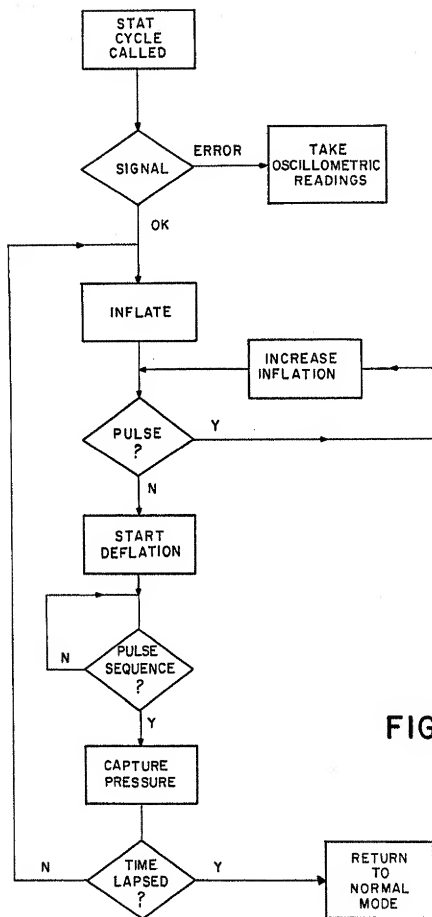 STAT
CYCLE
CALLED
SIGNAL
ERROR
TAKE
OSCILLOMETRIC
READINGS
OK
INFLATE
INCREASE
INFLATION
PULSE
?
Y
N
START
DEFLATION
N
PULSE
SEQUENCE
?
Y
FIG
CAPTURE
PRESSURE
N
TIME
LAPSED
?
Y
RETURN
TO
NORMAL
MODE